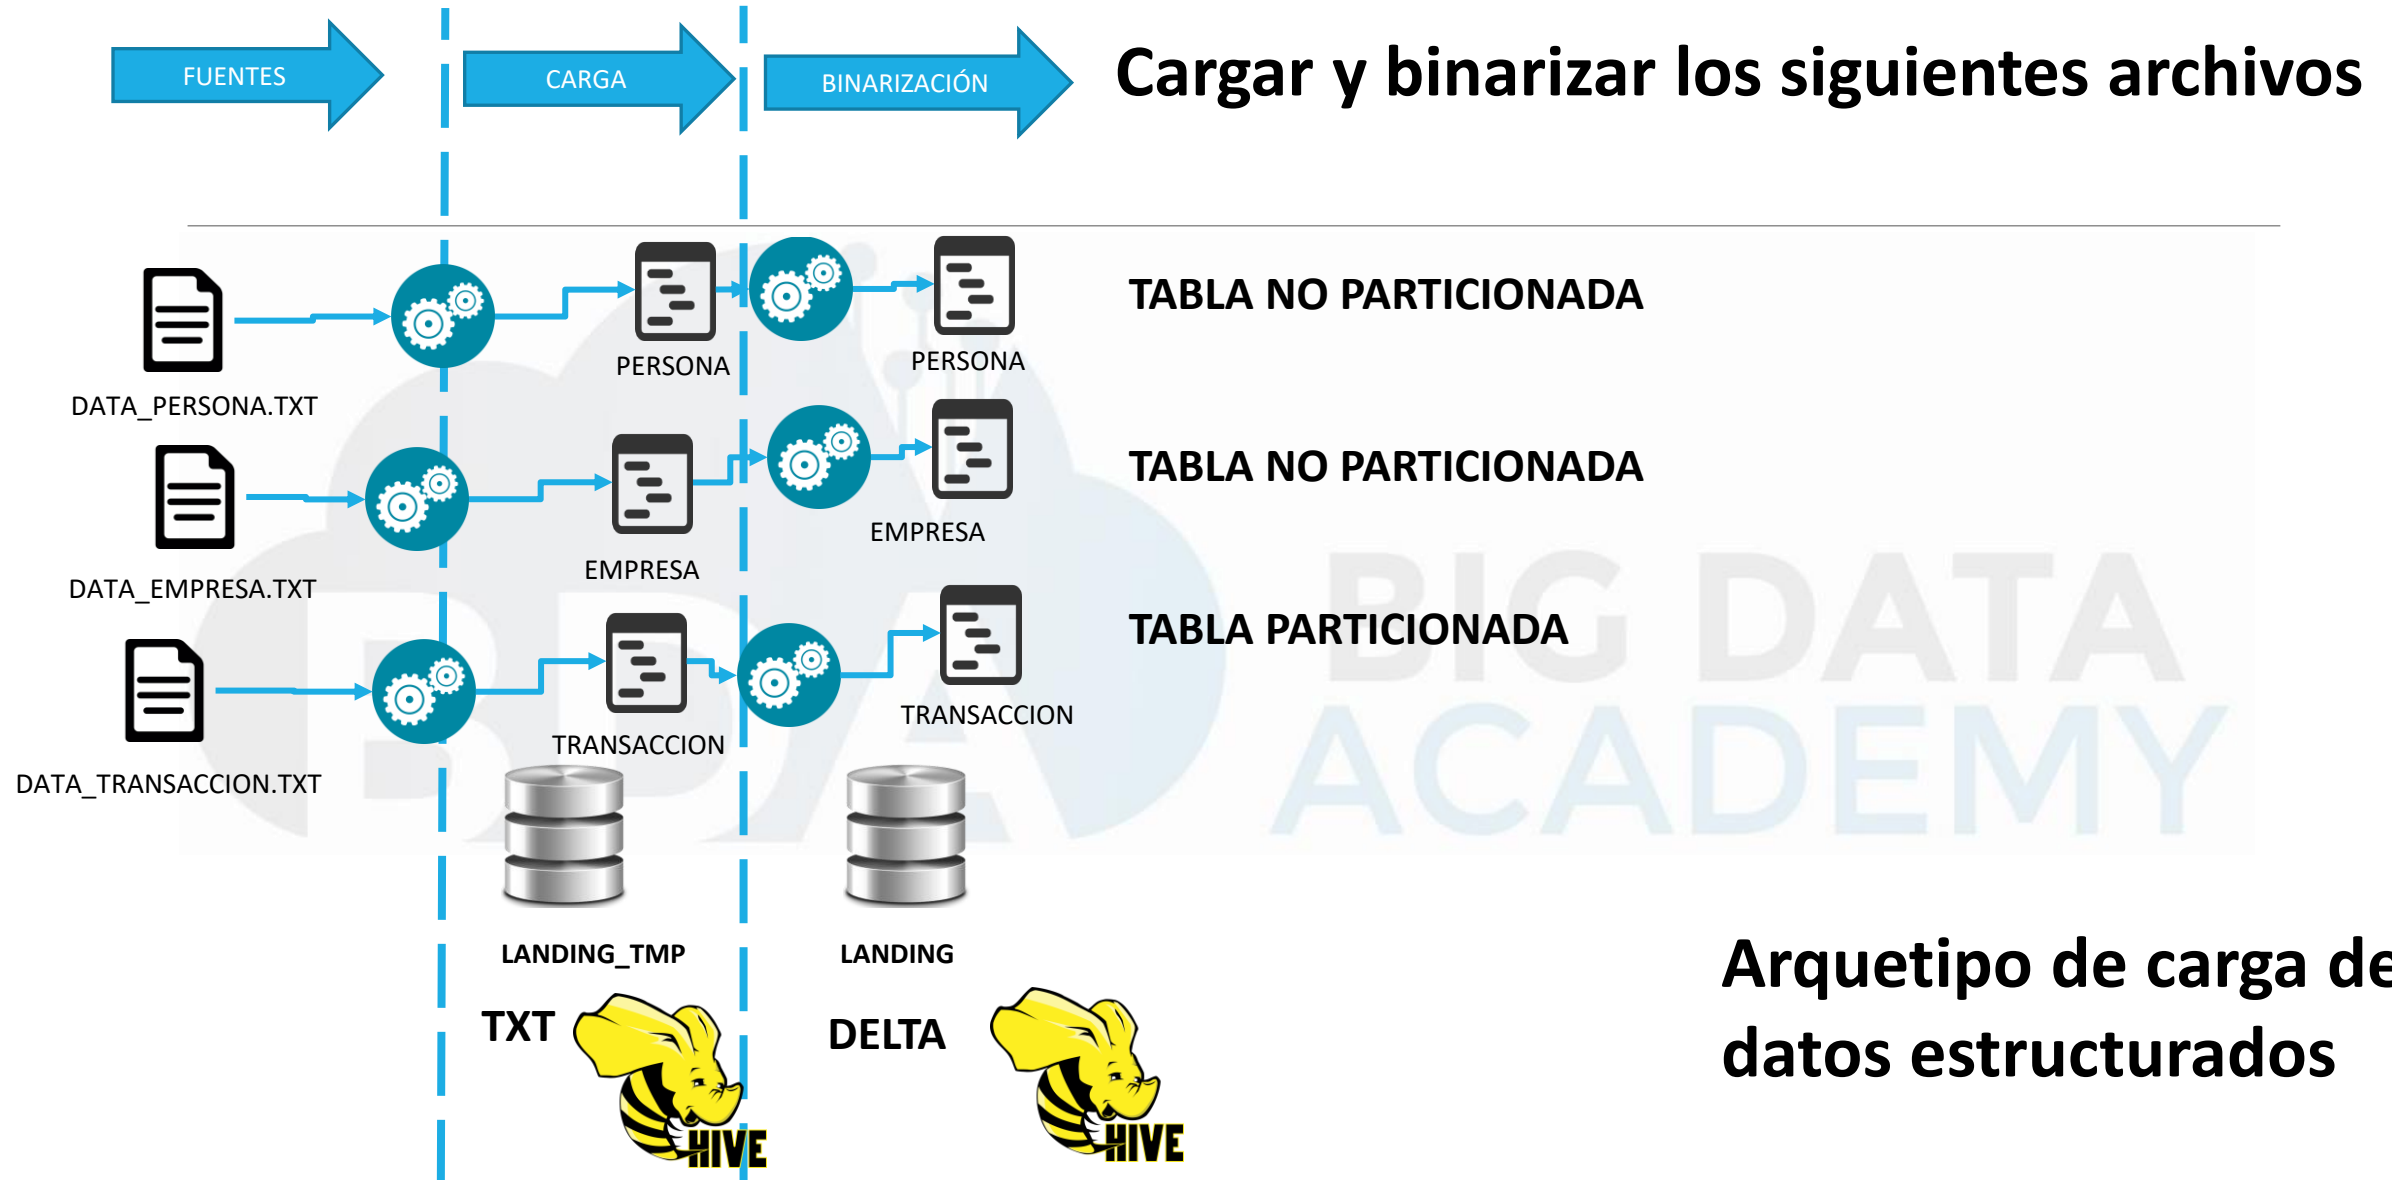 FUENTES
CARGA
BINARIZACIÓN
Cargar y binarizar los siguientes archivos
DATA_PERSONA.TXT
PERSONA
PERSONA
TABLA NO PARTICIONADA
DATA_EMPRESA.TXT
EMPRESA
EMPRESA
TABLA NO PARTICIONADA
DATA_TRANSACCION.TXT
TRANSACCION
TRANSACCION
TABLA PARTICIONADA
BDA
BIG DATA
ACADEMY
LANDING_TMP
LANDING
TXT
HIVE
DELTA
HIVE
Arquetipo de carga de
datos estructurados